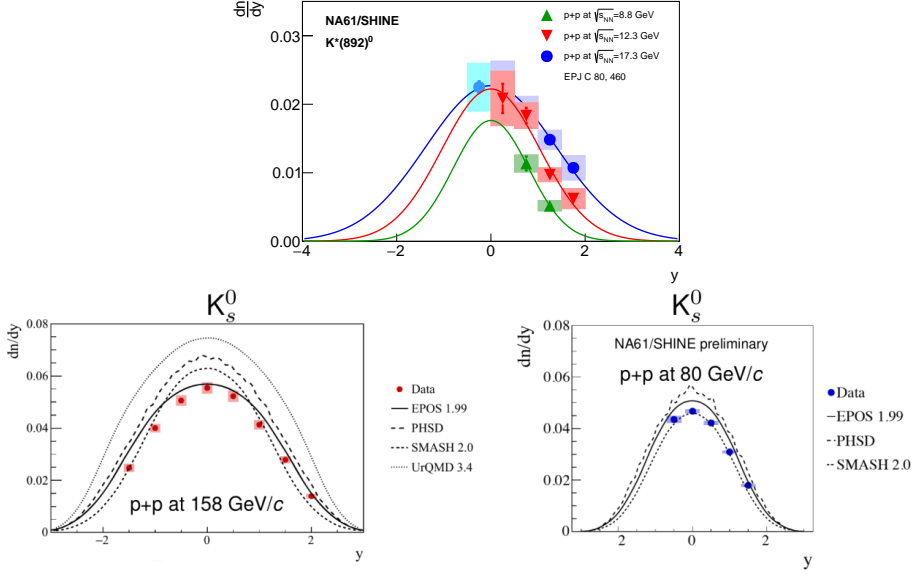 dn/dy
NA61/SHINE
K*(892)⁰
p+p at √s_NN=8.8 GeV
p+p at √s_NN=12.3 GeV
p+p at √s_NN=17.3 GeV
EPJ C 80, 460
0.03
0.02
0.01
0.00
−4 −2 0 2 4
y
K⁰ₛ
dn/dy
0.08
0.06
0.04
0.02
0
p+p at 158 GeV/c
−2 0 2
y
Data
EPOS 1.99
PHSD
SMASH 2.0
UrQMD 3.4
K⁰ₛ
dn/dy
0.08
0.06
0.04
0.02
0
NA61/SHINE preliminary
p+p at 80 GeV/c
2 0 2
y
Data
EPOS 1.99
PHSD
SMASH 2.0